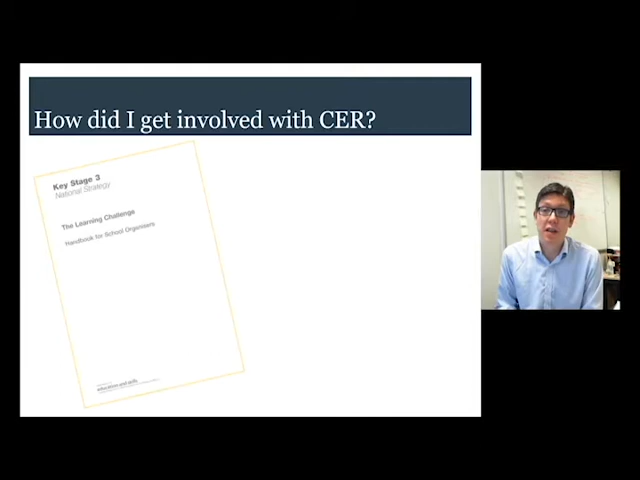 How did I get involved with CER?
Key Stage 3
National Strategy
The Learning Challenge
Handbook for School Organisers
education and skills